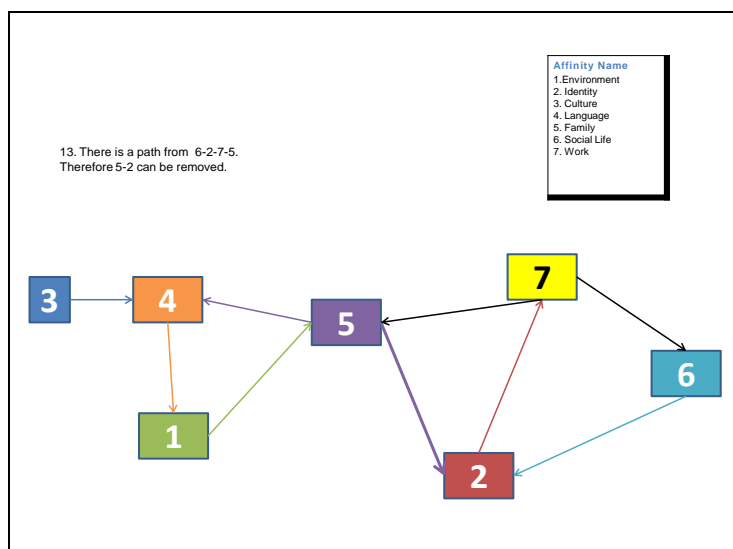 Affinity Name
1.Environment
2. Identity
3. Culture
4. Language
5. Family
6. Social Life
7. Work
13. There is a path from  6-2-7-5.
Therefore 5-2 can be removed.
7
3
4
5
6
1
2